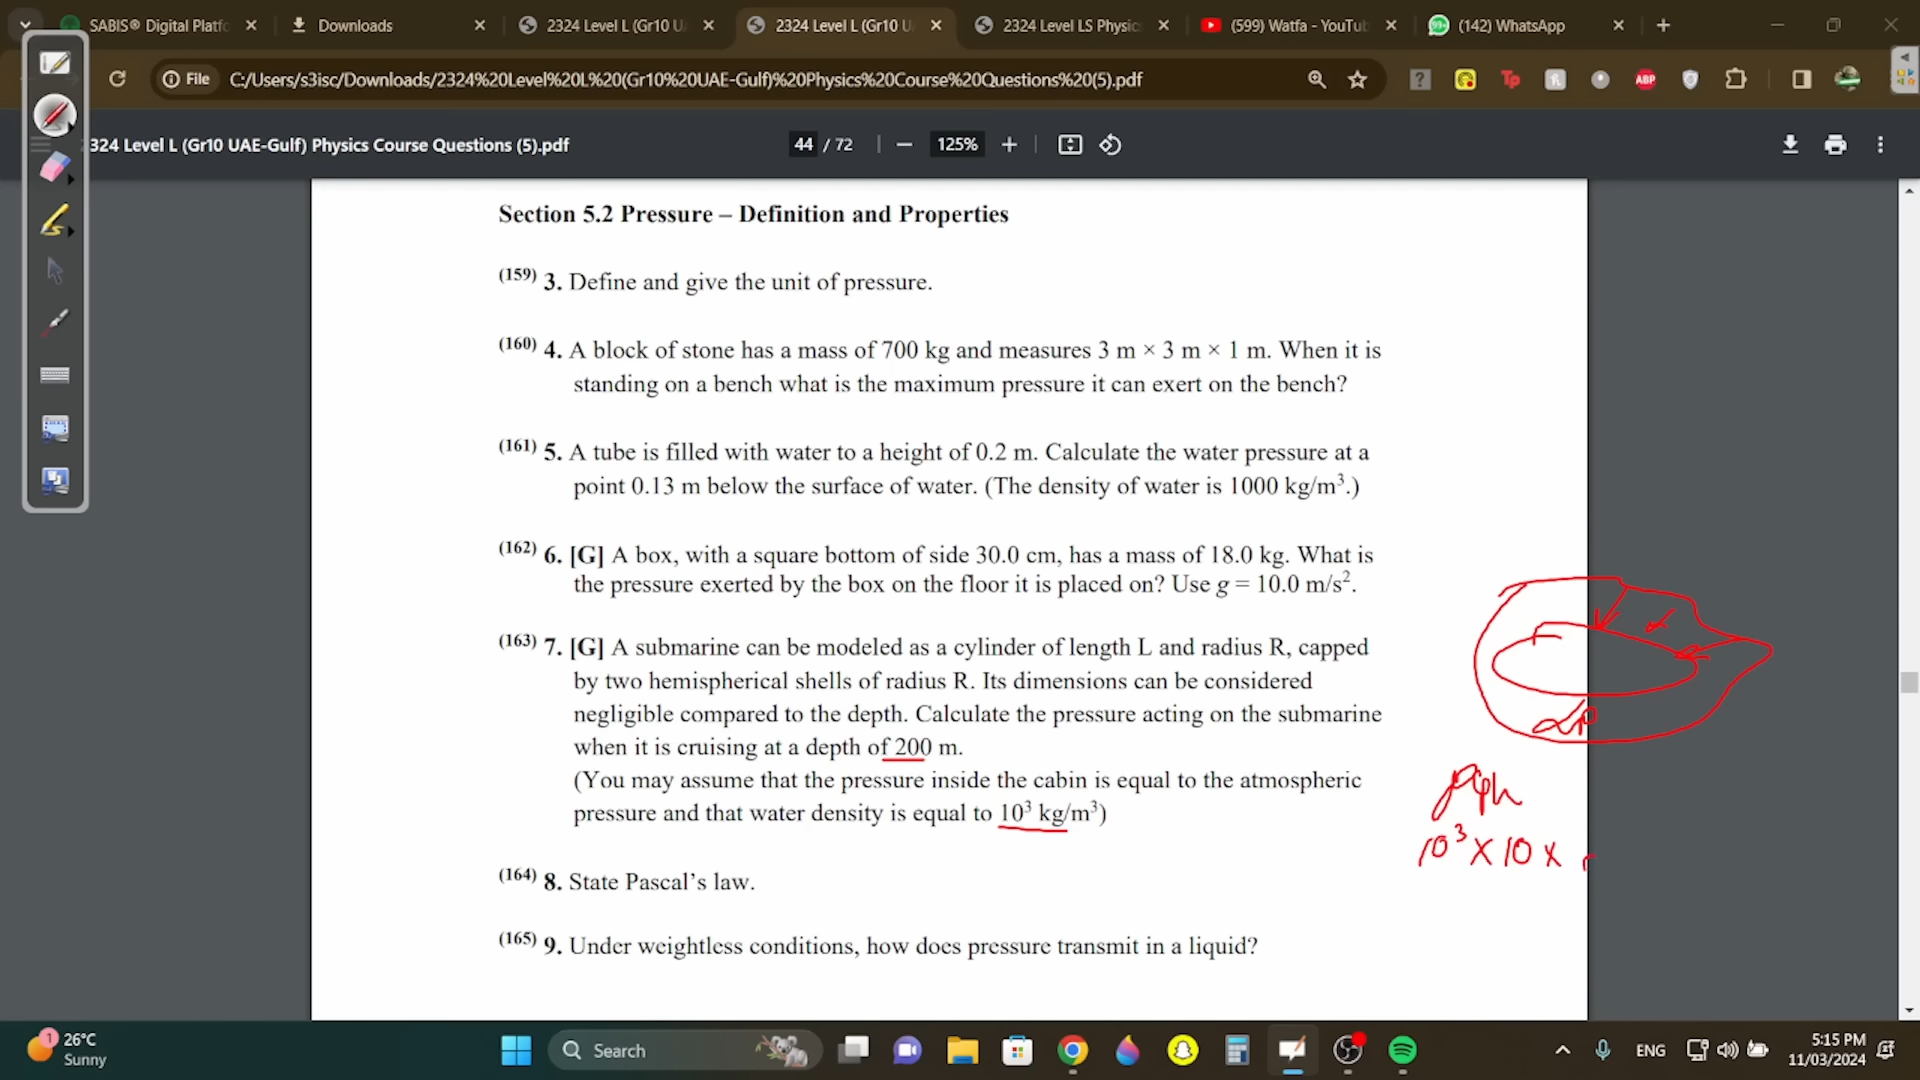 SABIS® Digital Platfo
Downloads
2324 Level L (Gr10 U
2324 Level L (Gr10 U
2324 Level LS Physic
(599) Watfa - YouTub
99+
(142) WhatsApp
File
C:/Users/s3isc/Downloads/2324%20Level%20L%20(Gr10%20UAE-Gulf)%20Physics%20Course%20Questions%20(5).pdf
?
Tp
ABP
324 Level L (Gr10 UAE-Gulf) Physics Course Questions (5).pdf
44 / 72
125%
Section 5.2 Pressure – Definition and Properties
(159) 3. Define and give the unit of pressure.
(160) 4. A block of stone has a mass of 700 kg and measures 3 m × 3 m × 1 m. When it is
standing on a bench what is the maximum pressure it can exert on the bench?
(161) 5. A tube is filled with water to a height of 0.2 m. Calculate the water pressure at a
point 0.13 m below the surface of water. (The density of water is 1000 kg/m³.)
(162) 6. [G] A box, with a square bottom of side 30.0 cm, has a mass of 18.0 kg. What is
the pressure exerted by the box on the floor it is placed on? Use g = 10.0 m/s².
(163) 7. [G] A submarine can be modeled as a cylinder of length L and radius R, capped
by two hemispherical shells of radius R. Its dimensions can be considered
negligible compared to the depth. Calculate the pressure acting on the submarine
when it is cruising at a depth of 200 m.
(You may assume that the pressure inside the cabin is equal to the atmospheric
pressure and that water density is equal to 10³ kg/m³)
10³ × 10 ×
(164) 8. State Pascal’s law.
(165) 9. Under weightless conditions, how does pressure transmit in a liquid?
1
26°C
Sunny
Search
ENG
5:15 PM
11/03/2024